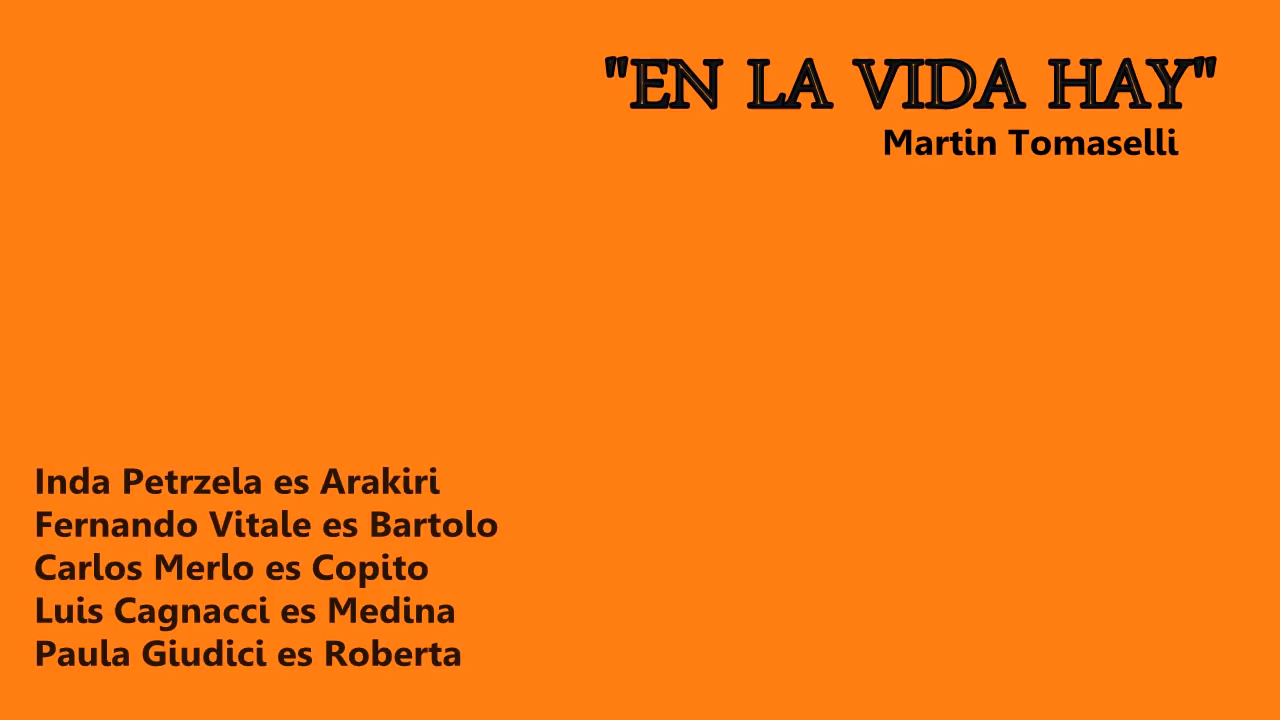 "EN LA VIDA HAY"
Martin Tomaselli
Inda Petrzela es Arakiri
Fernando Vitale es Bartolo
Carlos Merlo es Copito
Luis Cagnacci es Medina
Paula Giudici es Roberta